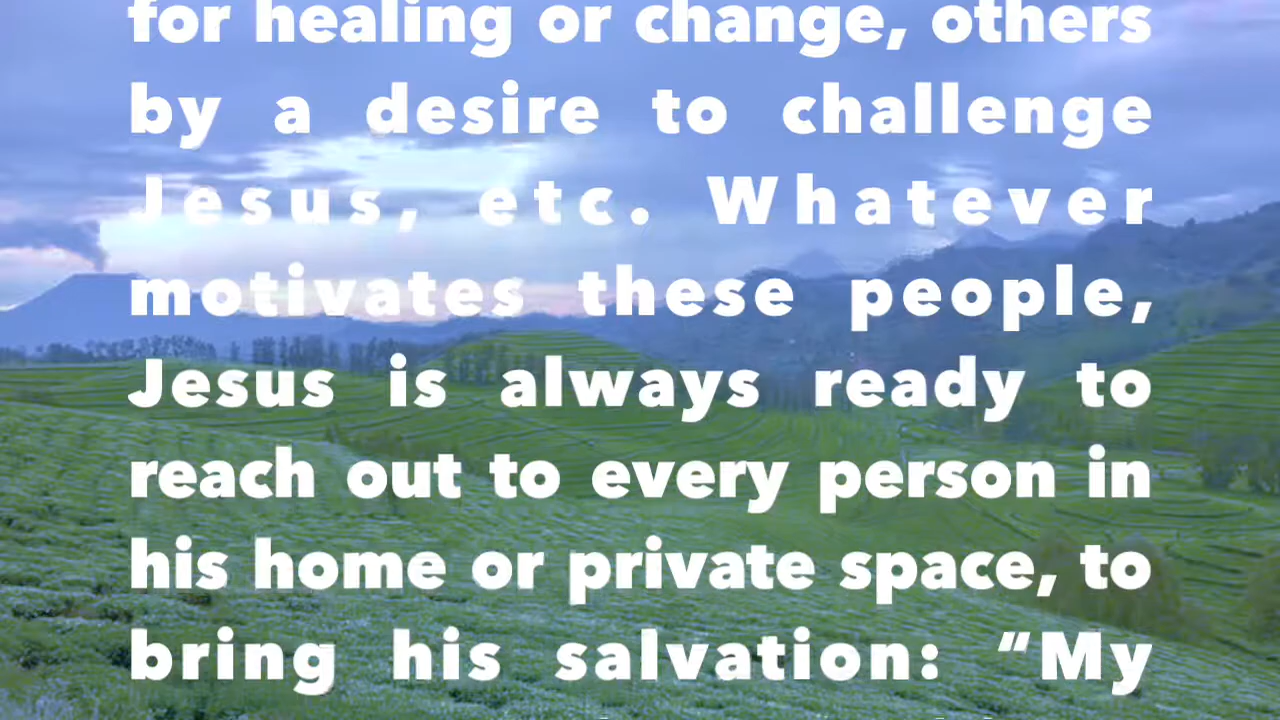 for healing or change, others
by a desire to challenge
Jesus, etc. Whatever
motivates these people,
Jesus is always ready to
reach out to every person in
his home or private space, to
bring his salvation: “My